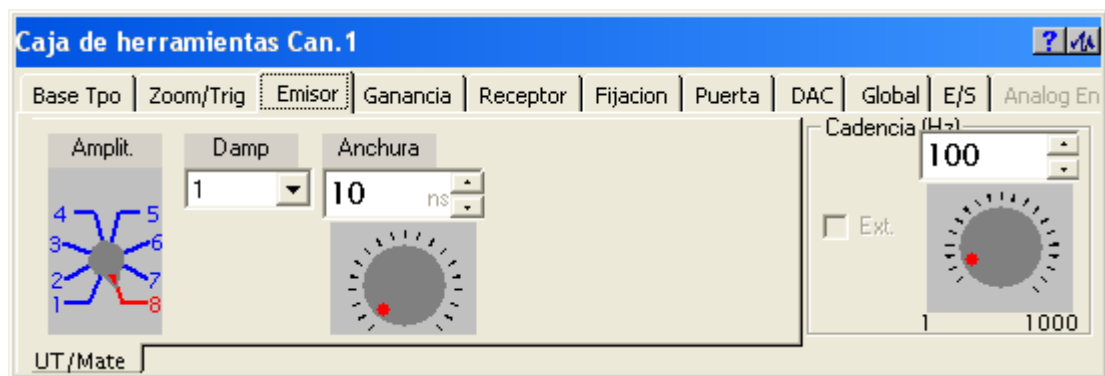 Caja de herramientas Can.1
?
Base Tpo Zoom/Trig Emisor Ganancia Receptor Fijacion Puerta DAC Global E/S Analog En
Amplit. Damp Anchura Cadencia (Hz)
1 10 ns 100
4 5
3 6
2 7
1 8
Ext.
1 1000
UT/Mate